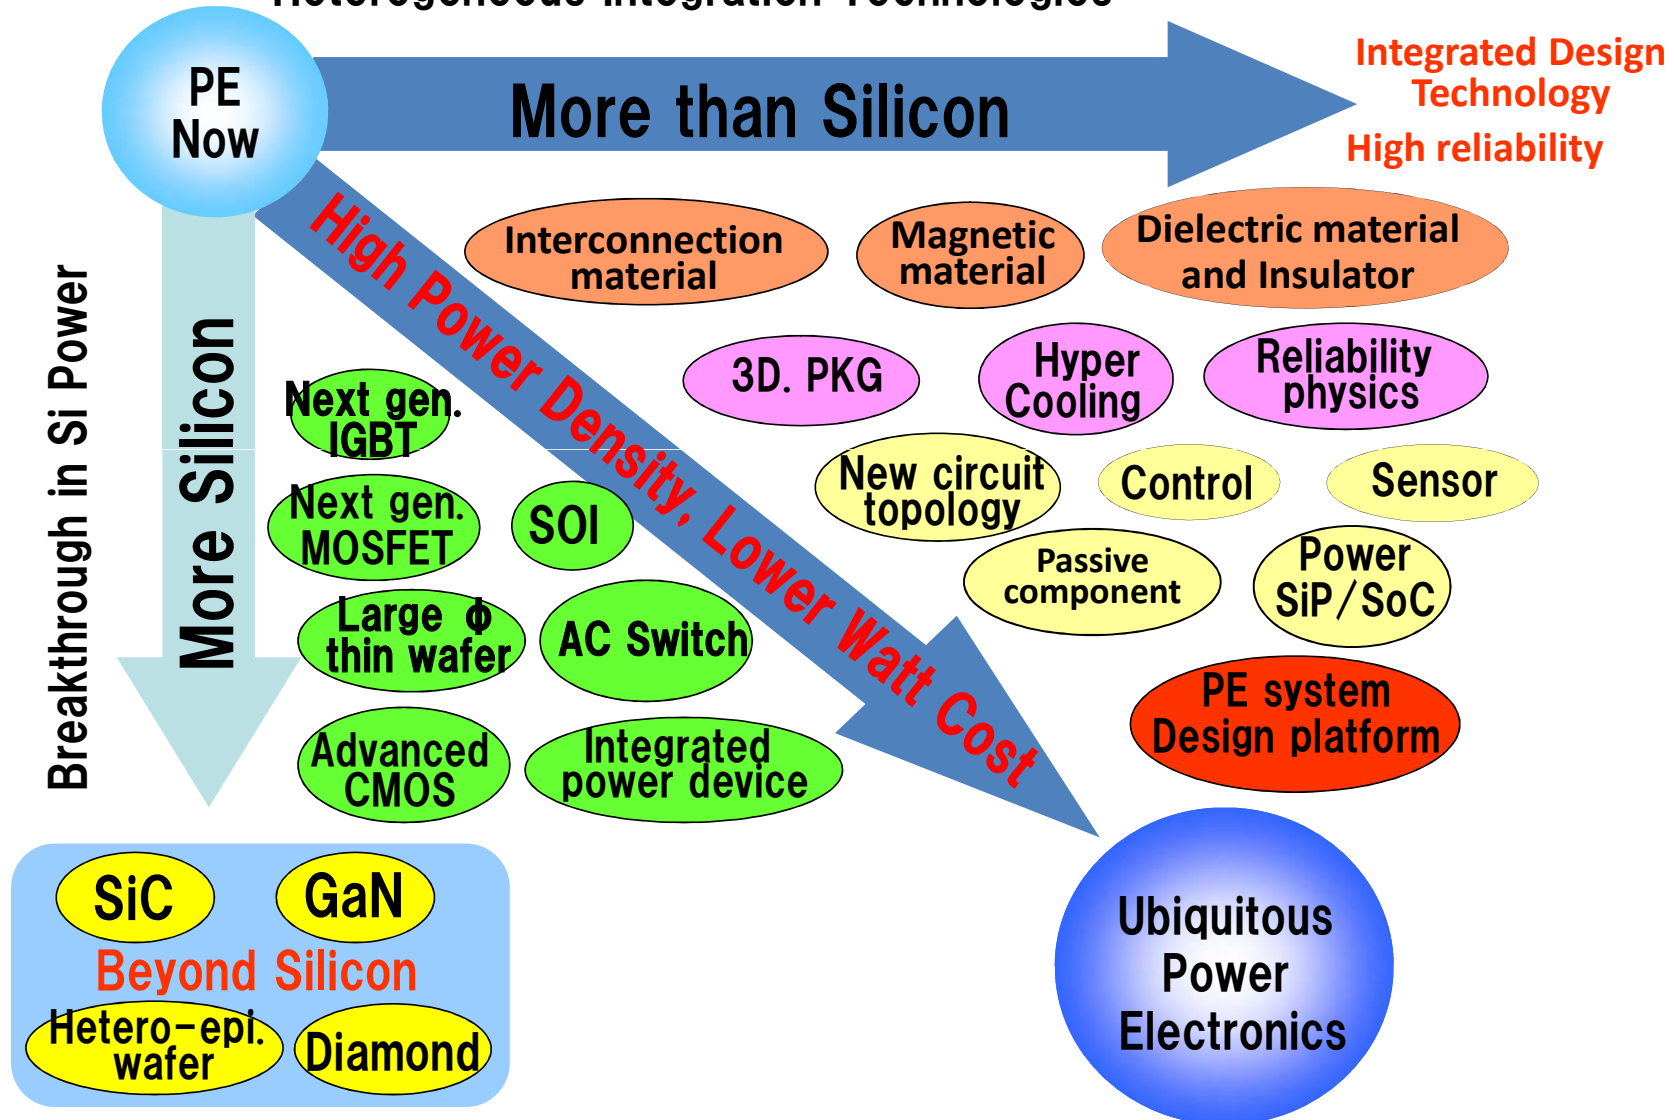 Heterogeneous Integration Technologies
PE
Now
More than Silicon
Integrated Design
Technology
High reliability
High Power Density, Lower Watt Cost
Breakthrough in Si Power
More Silicon
Interconnection
material
Magnetic
material
Dielectric material
and Insulator
3D. PKG
Hyper
Cooling
Reliability
physics
New circuit
topology
Control
Sensor
Passive
component
Power
SiP/SoC
PE system
Design platform
Next gen.
IGBT
Next gen.
MOSFET
SOI
Large ϕ
thin wafer
AC Switch
Advanced
CMOS
Integrated
power device
SiC
GaN
Beyond Silicon
Hetero-epi.
wafer
Diamond
Ubiquitous
Power
Electronics